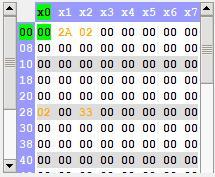 x0 x1 x2 x3 x4 x5 x6 x7
00 00 2A 02 00 00 00 00 00
08 00 00 00 00 00 00 00 00
10 00 00 00 00 00 00 00 00
18 00 00 00 00 00 00 00 00
20 00 00 00 00 00 00 00 00
28 02 00 33 00 00 00 00 00
30 00 00 00 00 00 00 00 00
38 00 00 00 00 00 00 00 00
40 00 00 00 00 00 00 00 00